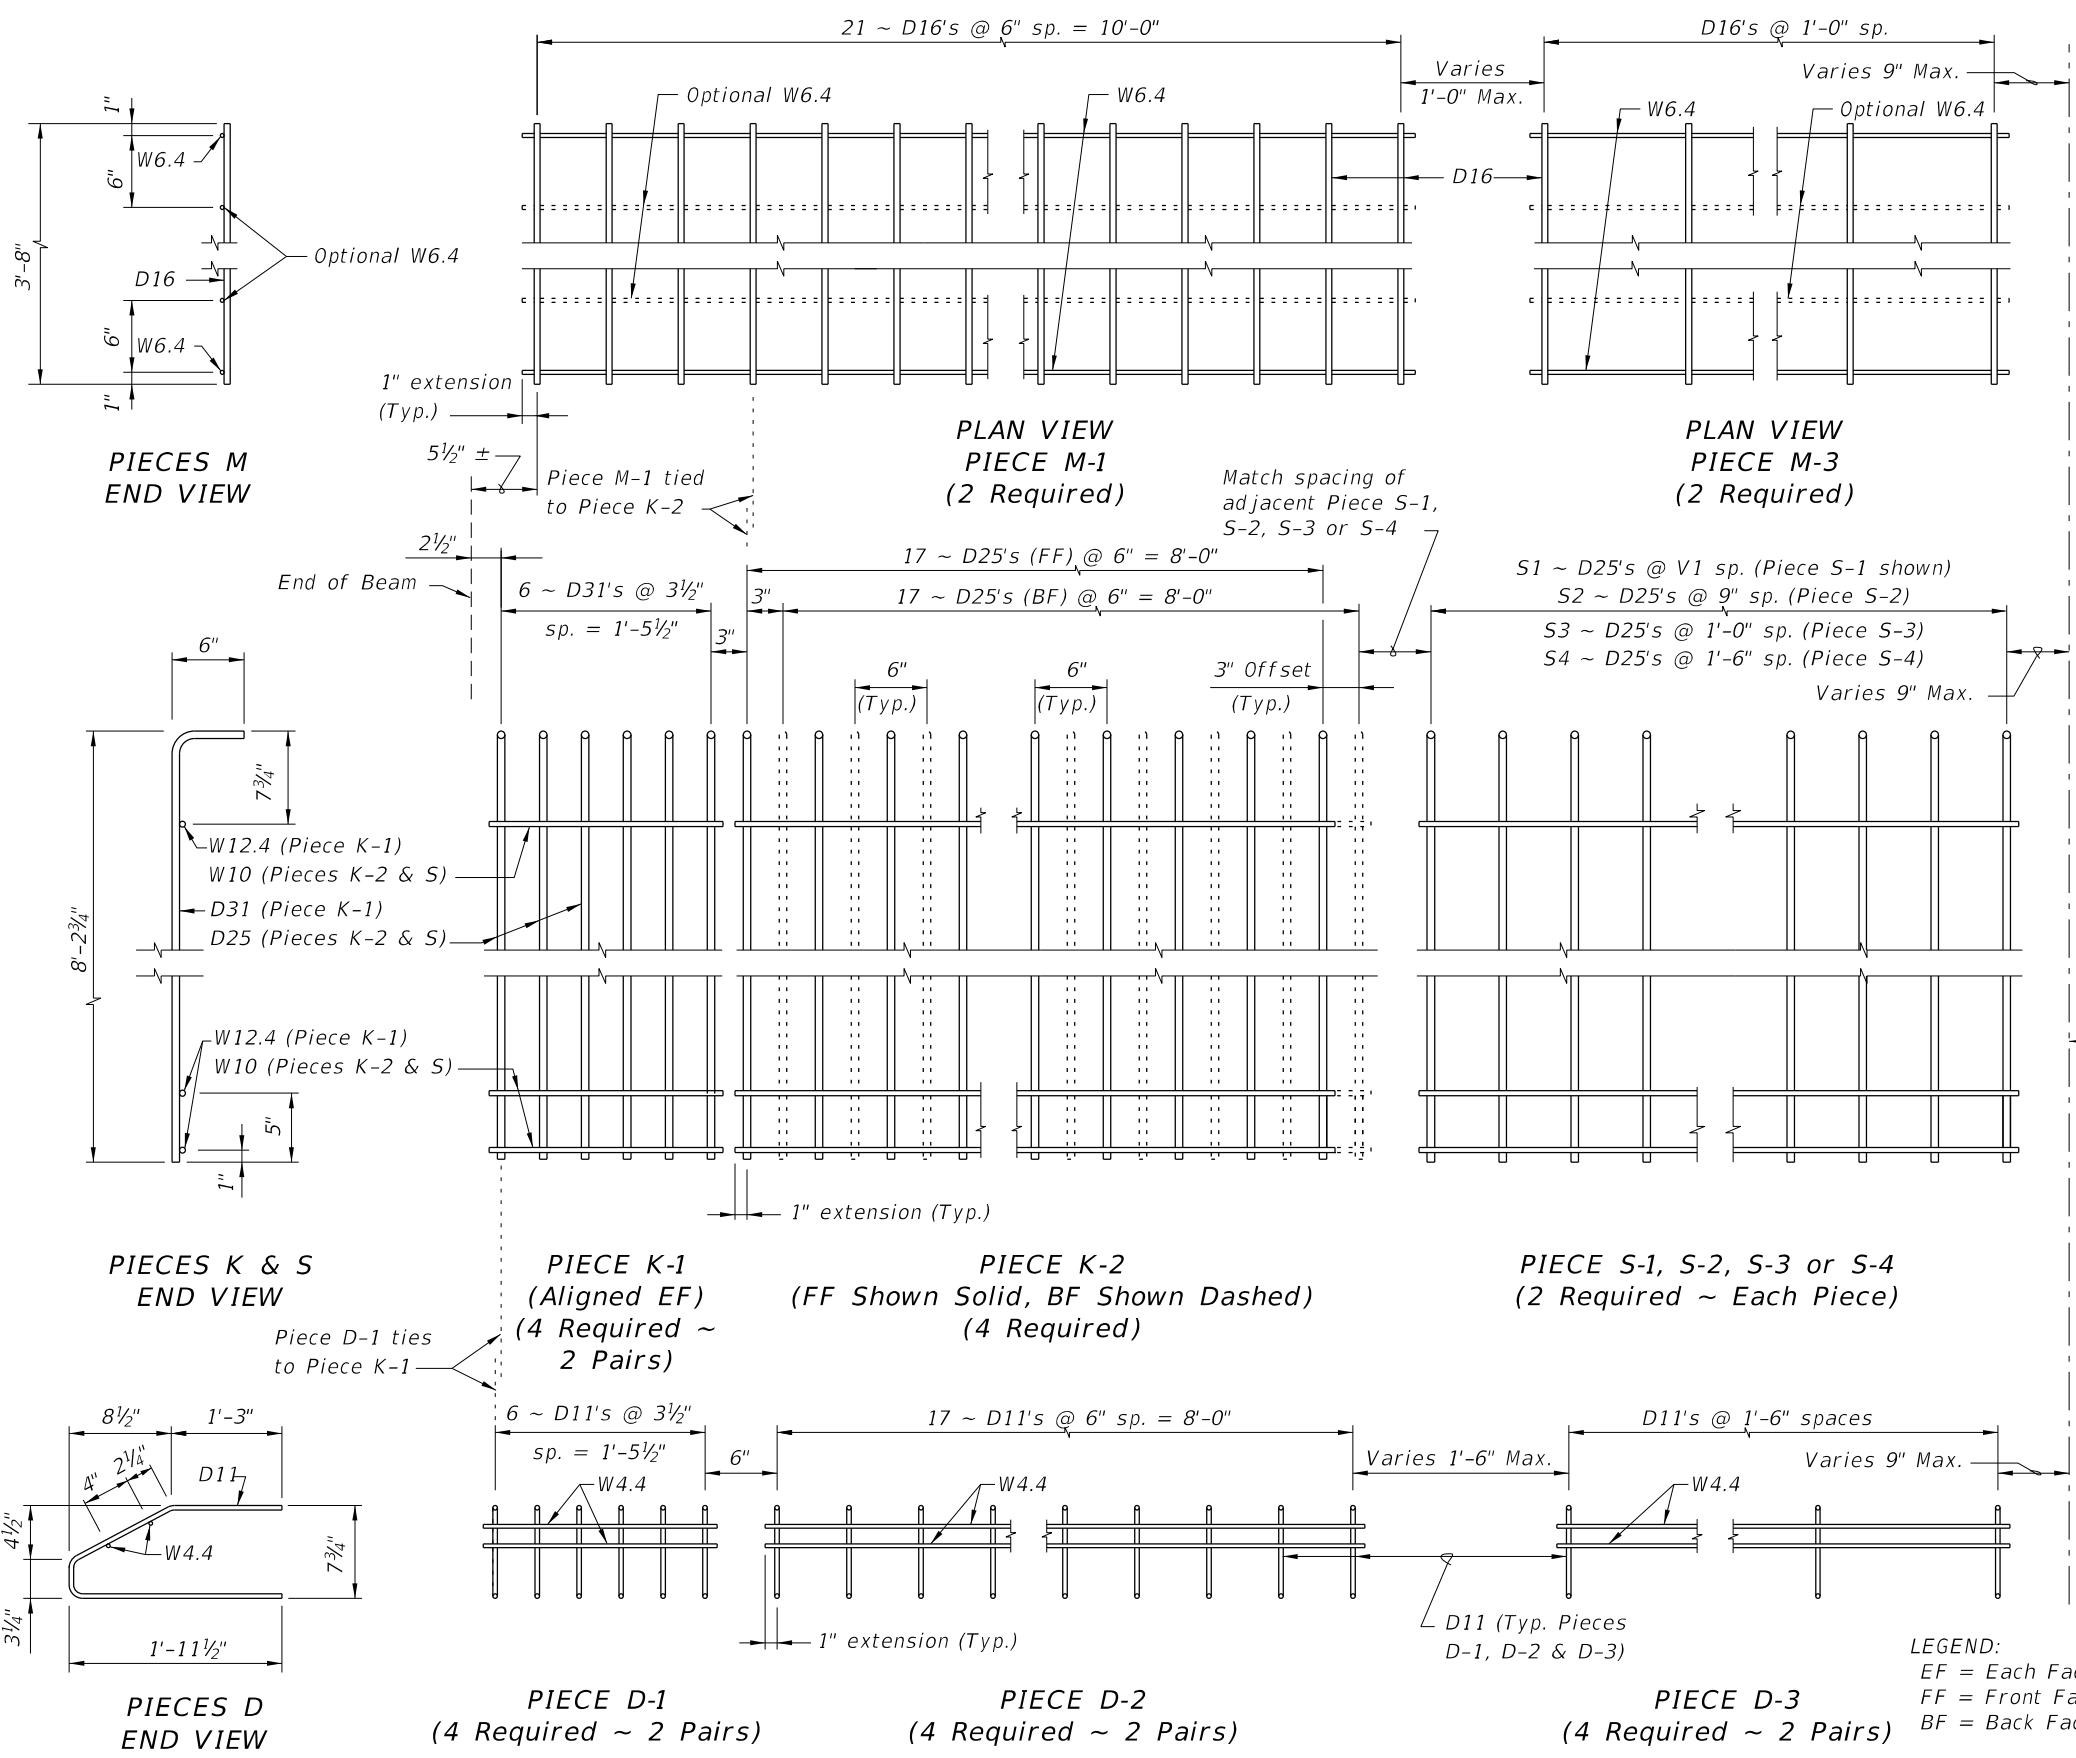 21 ~ D16's @ 6" sp. = 10'-0"
D16's @ 1'-0" sp.
Varies
1'-0" Max.
Varies 9" Max.
1"
W6.4
6"
3'-8"
Optional W6.4
D16
6"
W6.4
1"
Optional W6.4
W6.4
D16
W6.4
Optional W6.4
1" extension
(Typ.)
PIECES M
END VIEW
PLAN VIEW
PIECE M-1
(2 Required)
PLAN VIEW
PIECE M-3
(2 Required)
5½" ±
Piece M-1 tied
to Piece K-2
Match spacing of
adjacent Piece S-1,
S-2, S-3 or S-4
2½"
End of Beam
6 ~ D31's @ 3½"
sp. = 1'-5½"
3"
3"
17 ~ D25's (FF) @ 6" = 8'-0"
17 ~ D25's (BF) @ 6" = 8'-0"
6"
(Typ.)
6"
(Typ.)
3" Offset
(Typ.)
S1 ~ D25's @ V1 sp. (Piece S-1 shown)
S2 ~ D25's @ 9" sp. (Piece S-2)
S3 ~ D25's @ 1'-0" sp. (Piece S-3)
S4 ~ D25's @ 1'-6" sp. (Piece S-4)
Varies 9" Max.
6"
7¾"
8'-2¾"
W12.4 (Piece K-1)
W10 (Pieces K-2 & S)
D31 (Piece K-1)
D25 (Pieces K-2 & S)
W12.4 (Piece K-1)
W10 (Pieces K-2 & S)
5"
1"
1" extension (Typ.)
PIECES K & S
END VIEW
PIECE K-1
(Aligned EF)
(4 Required ~
2 Pairs)
PIECE K-2
(FF Shown Solid, BF Shown Dashed)
(4 Required)
PIECE S-1, S-2, S-3 or S-4
(2 Required ~ Each Piece)
Piece D-1 ties
to Piece K-1
8½"
1'-3"
4"
2¼"
D11
4½"
W4.4
7¾"
3¼"
1'-11½"
6 ~ D11's @ 3½"
sp. = 1'-5½"
W4.4
6"
17 ~ D11's @ 6" sp. = 8'-0"
W4.4
Varies 1'-6" Max.
D11's @ 1'-6" spaces
Varies 9" Max.
W4.4
1" extension (Typ.)
D11 (Typ. Pieces
D-1, D-2 & D-3)
PIECES D
END VIEW
PIECE D-1
(4 Required ~ 2 Pairs)
PIECE D-2
(4 Required ~ 2 Pairs)
PIECE D-3
(4 Required ~ 2 Pairs)
LEGEND:
EF = Each
FF = Front
BF = Back